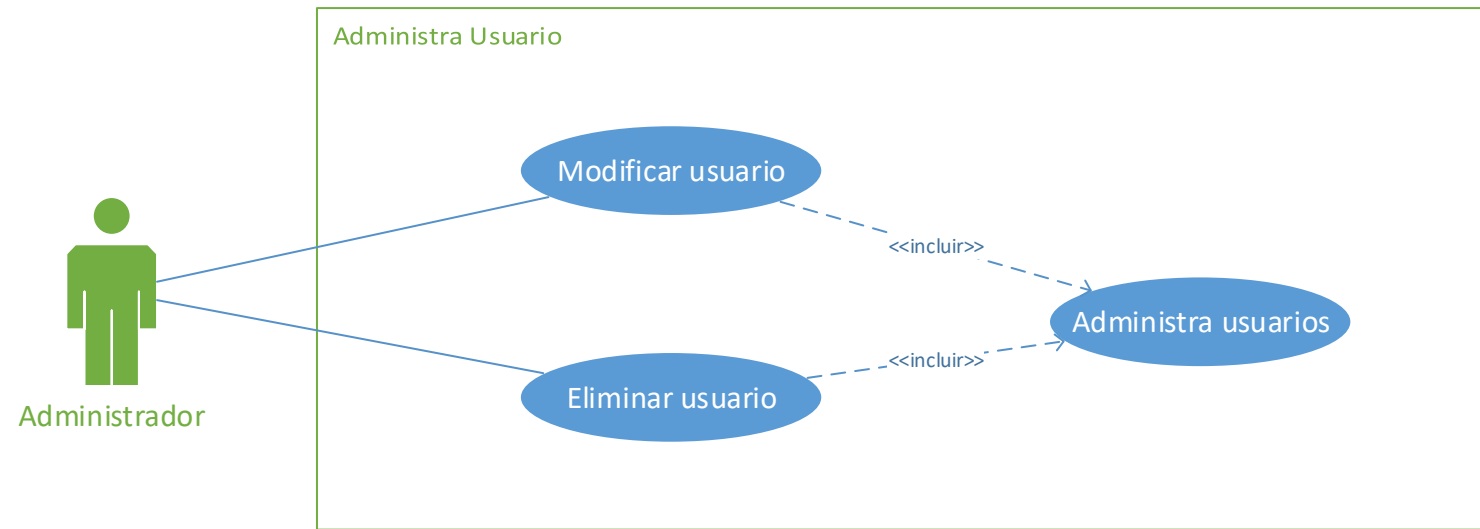 Administra Usuario
Modificar usuario
<<incluir>>
Administra usuarios
<<incluir>>
Eliminar usuario
Administrador